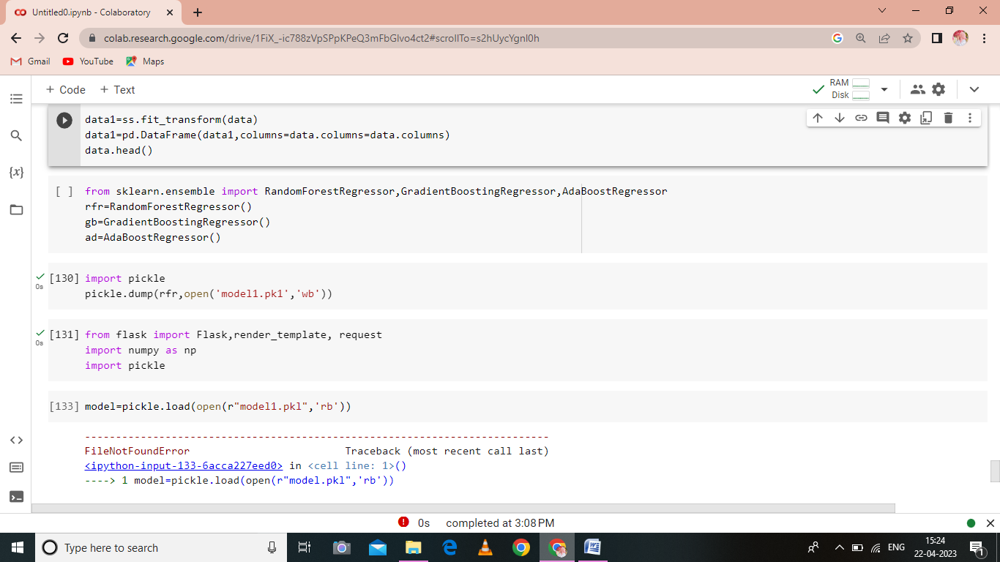 Untitled0.ipynb - Colaboratory
colab.research.google.com/drive/1FiX_-ic788zVpSPpKPeQ3mFbGlvo4ct2#scrollTo=s2hUycYgnI0h
Gmail YouTube Maps
+ Code + Text
RAM
Disk
data1=ss.fit_transform(data)
data1=pd.DataFrame(data1,columns=data.columns=data.columns)
data.head()
[ ] from sklearn.ensemble import RandomForestRegressor,GradientBoostingRegressor,AdaBoostRegressor
rfr=RandomForestRegressor()
gb=GradientBoostingRegressor()
ad=AdaBoostRegressor()
0s
[130] import pickle
pickle.dump(rfr,open('model1.pk1','wb'))
0s
[131] from flask import Flask,render_template, request
import numpy as np
import pickle
[133] model=pickle.load(open(r"model1.pkl",'rb'))
---------------------------------------------------------------------------
FileNotFoundError Traceback (most recent call last)
<ipython-input-133-6acca227eed0> in <cell line: 1>()
----> 1 model=pickle.load(open(r"model.pkl",'rb'))
0s completed at 3:08 PM
Type here to search
ENG
15:24
22-04-2023
1